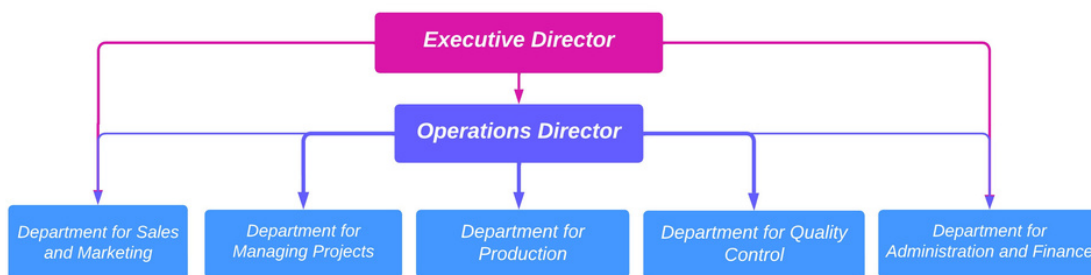 Executive Director
Operations Director
Department for Sales
and Marketing
Department for
Managing Projects
Department for
Production
Department for Quality
Control
Department for
Administration and Finance